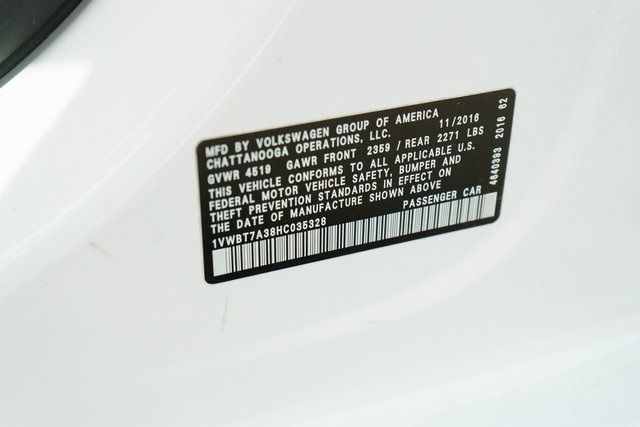 MFD BY VOLKSWAGEN GROUP OF AMERICA 11/2016
CHATTANOOGA OPERATIONS, LLC.
GVWR 4519 GAWR FRONT 2359 / REAR 2271 LBS
THIS VEHICLE CONFORMS TO ALL APPLICABLE U.S.
FEDERAL MOTOR VEHICLE SAFETY, BUMPER AND
THEFT PREVENTION STANDARDS IN EFFECT ON
THE DATE OF MANUFACTURE SHOWN ABOVE
1VWBT7A38HC035328 PASSENGER CAR
4640393 2016 62